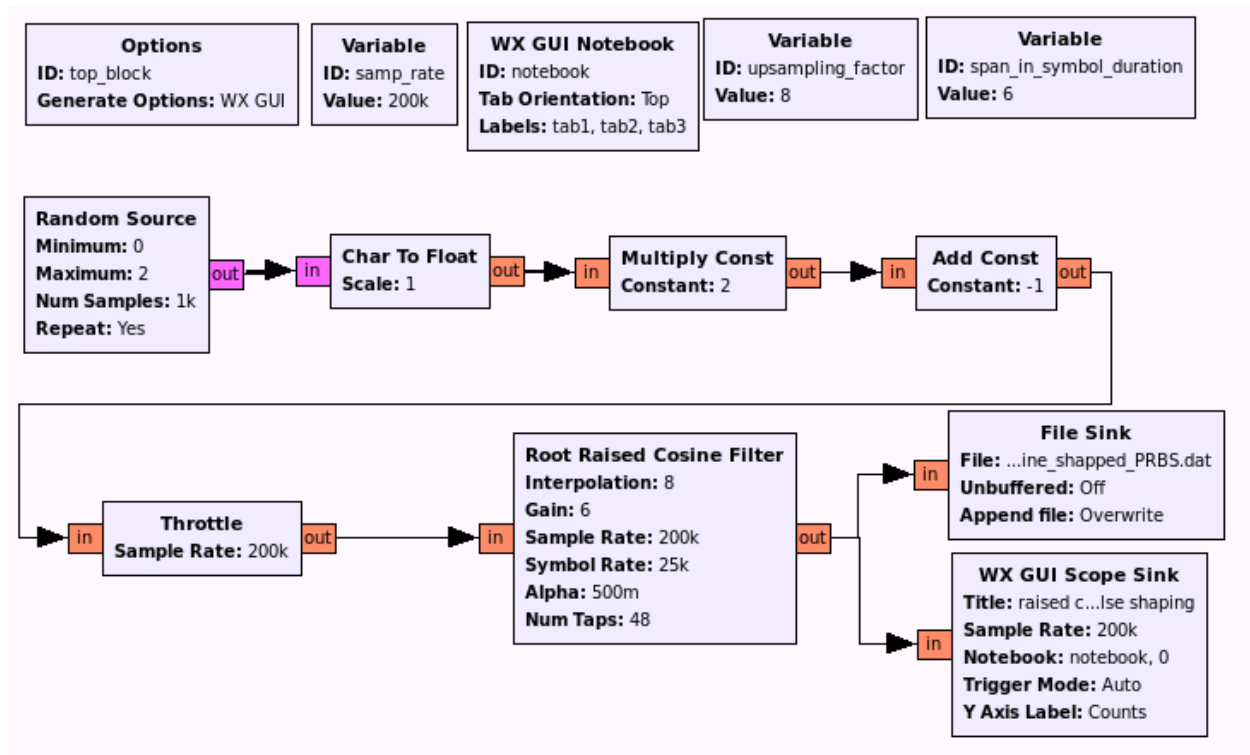 Options
ID: top_block
Generate Options: WX GUI
Variable
ID: samp_rate
Value: 200k
WX GUI Notebook
ID: notebook
Tab Orientation: Top
Labels: tab1, tab2, tab3
Variable
ID: upsampling_factor
Value: 8
Variable
ID: span_in_symbol_duration
Value: 6
Random Source
Minimum: 0
Maximum: 2
Num Samples: 1k
Repeat: Yes
out
in
Char To Float
Scale: 1
out
in
Multiply Const
Constant: 2
out
in
Add Const
Constant: -1
out
in
Throttle
Sample Rate: 200k
out
in
Root Raised Cosine Filter
Interpolation: 8
Gain: 6
Sample Rate: 200k
Symbol Rate: 25k
Alpha: 500m
Num Taps: 48
out
in
File Sink
File: ...ine_shapped_PRBS.dat
Unbuffered: Off
Append file: Overwrite
in
WX GUI Scope Sink
Title: raised c...lse shaping
Sample Rate: 200k
Notebook: notebook, 0
Trigger Mode: Auto
Y Axis Label: Counts